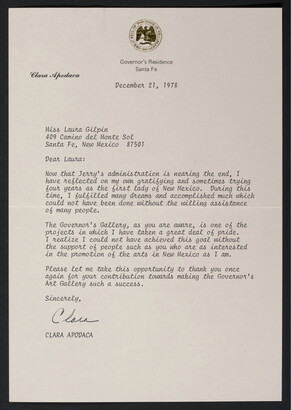 Governor's Residence
Santa Fe
Clara Apodaca
December 21, 1978
Miss Laura Gilpin
409 Camino del Monte Sol
Santa Fe, New Mexico 87501
Dear Laura:
Now that Jerry's administration is nearing the end, I
have reflected on my own gratifying and sometimes trying
four years as the first lady of New Mexico. During this
time, I fulfilled many dreams and accomplished much which
could not have been done without the willing assistance
of many people.
The Governor's Gallery, as you are aware, is one of the
projects in which I have taken a great deal of pride.
I realize I could not have achieved this goal without
the support of people such as you who are as interested
in the promotion of the arts in New Mexico as I am.
Please let me take this opportunity to thank you once
again for your contribution towards making the Governor's
Art Gallery such a success.
Sincerely,
Clara
CLARA APODACA